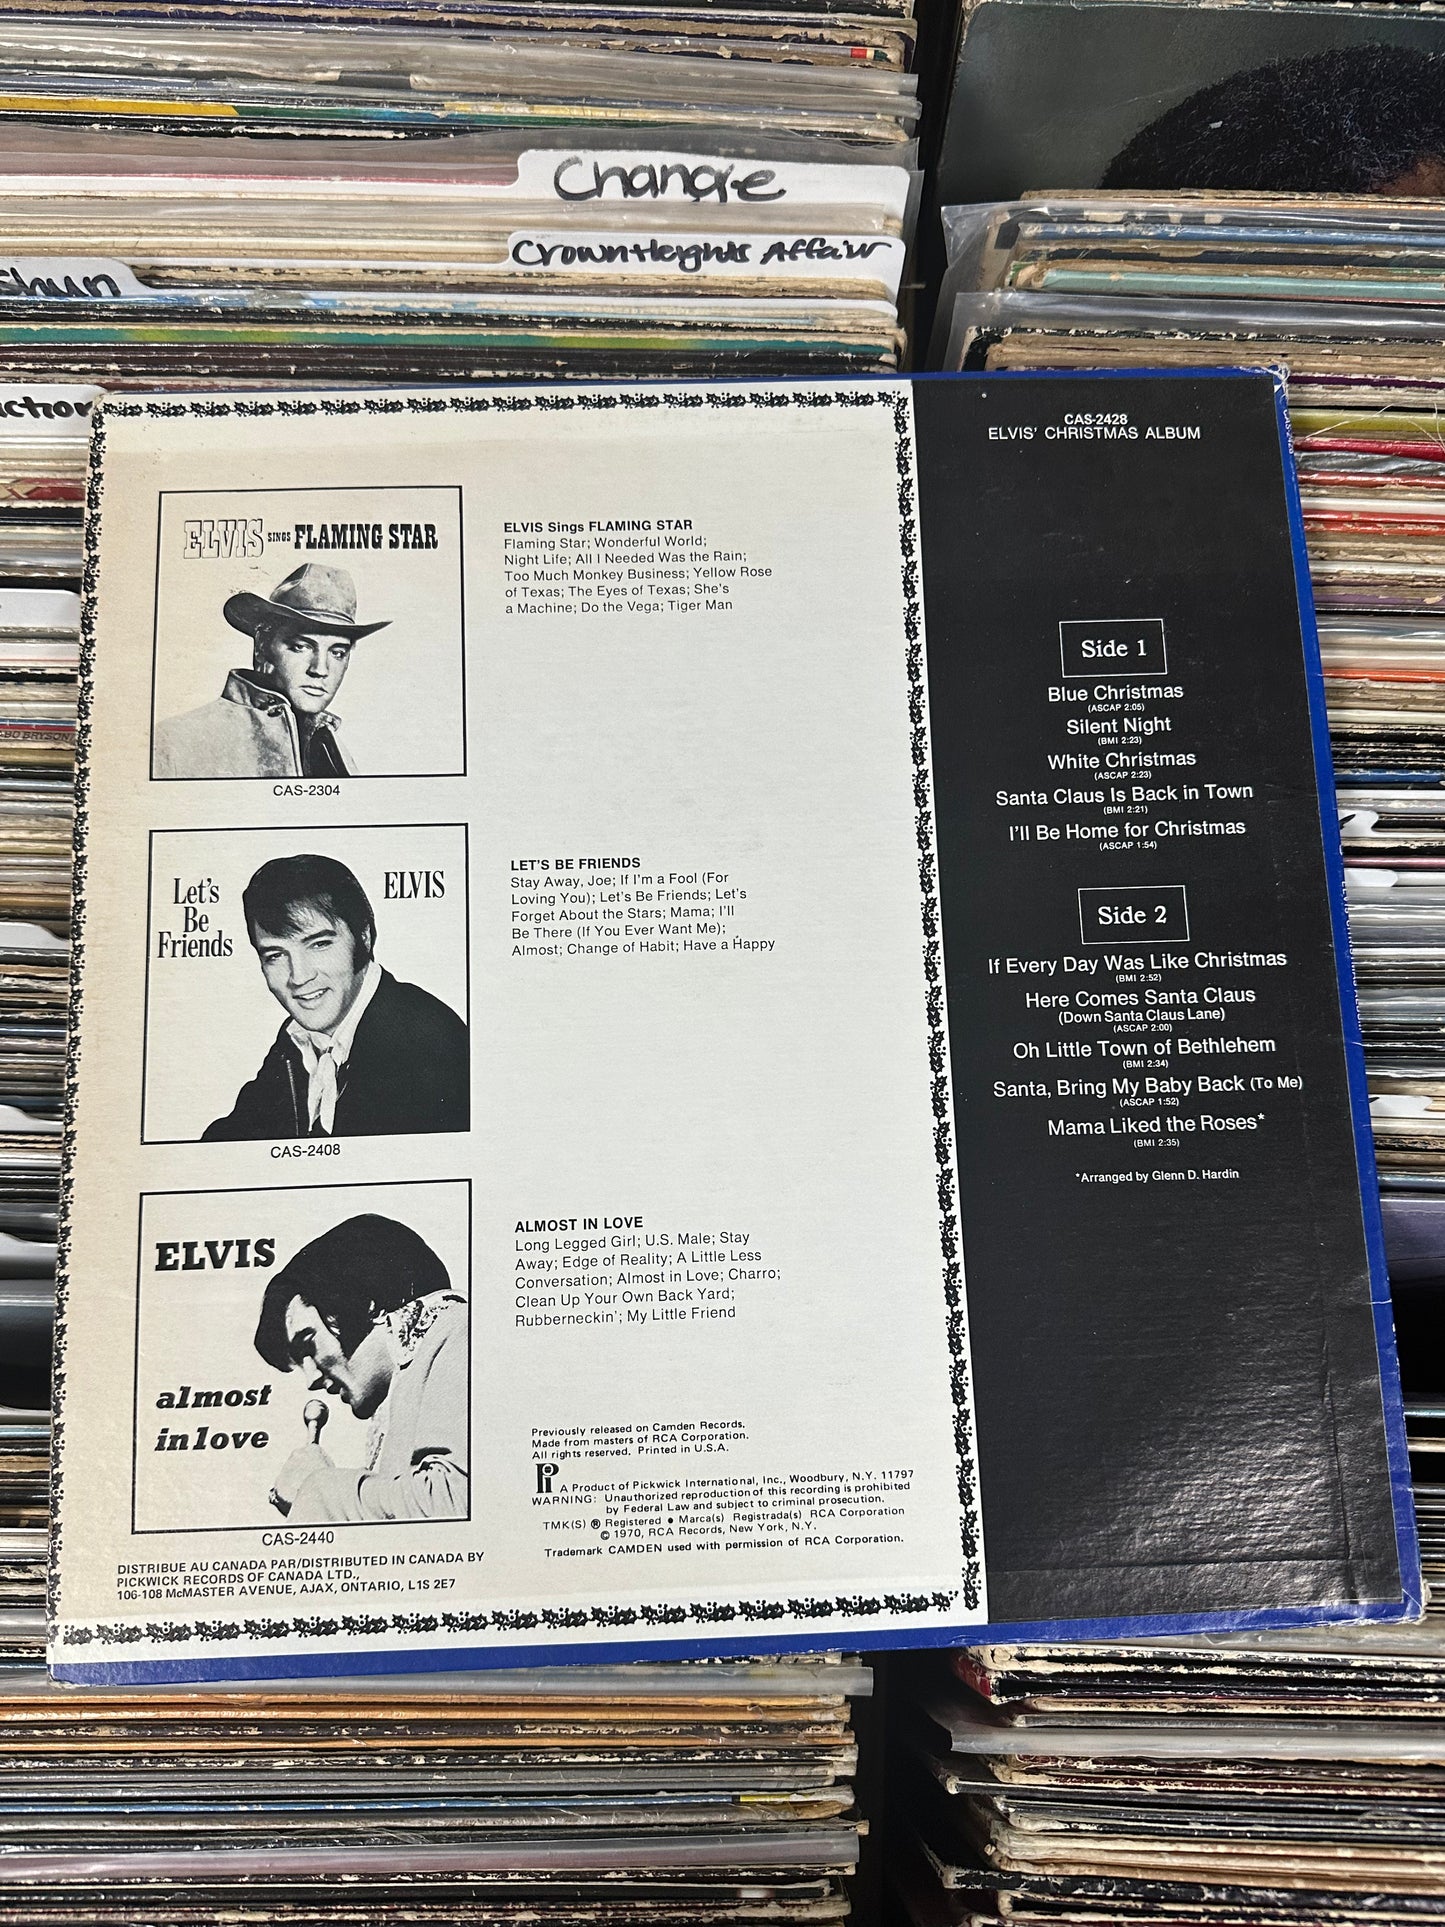 Change
Crown Heights Affair
shun
ction
ABO BRYSON
CAS-2428
ELVIS' CHRISTMAS ALBUM
ELVIS SINGS FLAMING STAR
CAS-2304
ELVIS Sings FLAMING STAR
Flaming Star; Wonderful World;
Night Life; All I Needed Was the Rain;
Too Much Monkey Business; Yellow Rose
of Texas; The Eyes of Texas; She's
a Machine; Do the Vega; Tiger Man
Let's
Be
Friends
ELVIS
CAS-2408
LET'S BE FRIENDS
Stay Away, Joe; If I'm a Fool (For
Loving You); Let's Be Friends; Let's
Forget About the Stars; Mama; I'll
Be There (If You Ever Want Me);
Almost; Change of Habit; Have a Happy
ELVIS
almost
in love
CAS-2440
ALMOST IN LOVE
Long Legged Girl; U.S. Male; Stay
Away; Edge of Reality; A Little Less
Conversation; Almost in Love; Charro;
Clean Up Your Own Back Yard;
Rubberneckin'; My Little Friend
Previously released on Camden Records.
Made from masters of RCA Corporation.
All rights reserved. Printed in U.S.A.
A Product of Pickwick International, Inc., Woodbury, N.Y. 11797
WARNING: Unauthorized reproduction of this recording is prohibited
by Federal Law and subject to criminal prosecution.
TMK(S) ® Registered • Marca(s) Registrada(s) RCA Corporation
© 1970, RCA Records, New York, N.Y.
Trademark CAMDEN used with permission of RCA Corporation.
DISTRIBUE AU CANADA PAR/DISTRIBUTED IN CANADA BY
PICKWICK RECORDS OF CANADA LTD.,
106-108 McMASTER AVENUE, AJAX, ONTARIO, L1S 2E7
Side 1
Blue Christmas
(ASCAP 2:05)
Silent Night
(BMI 2:23)
White Christmas
(ASCAP 2:23)
Santa Claus Is Back in Town
(BMI 2:21)
I'll Be Home for Christmas
(ASCAP 1:54)
Side 2
If Every Day Was Like Christmas
(BMI 2:52)
Here Comes Santa Claus
(Down Santa Claus Lane)
(ASCAP 2:00)
Oh Little Town of Bethlehem
(BMI 2:34)
Santa, Bring My Baby Back (To Me)
(ASCAP 1:52)
Mama Liked the Roses*
(BMI 2:35)
*Arranged by Glenn D. Hardin